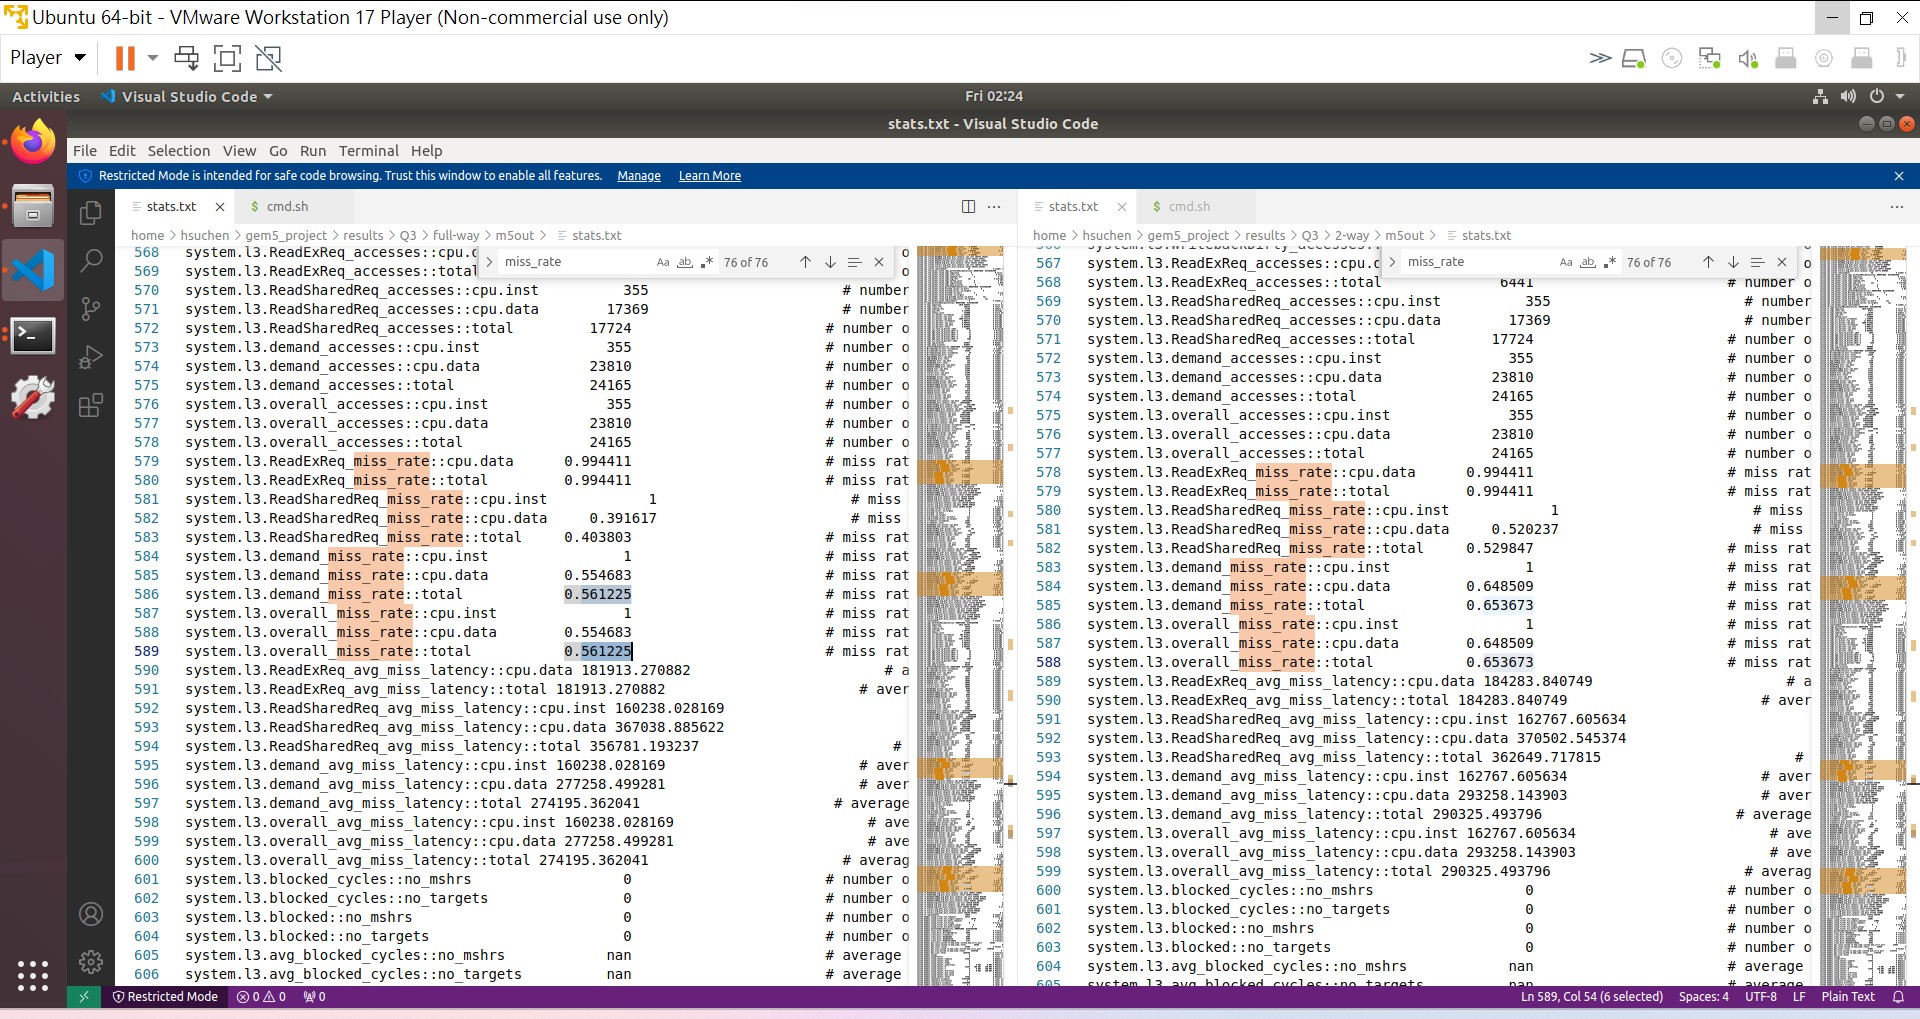 Ubuntu 64-bit - VMware Workstation 17 Player (Non-commercial use only)
Player
Activities Visual Studio Code Fri 02:24
stats.txt - Visual Studio Code
File Edit Selection View Go Run Terminal Help
Restricted Mode is intended for safe code browsing. Trust this window to enable all features. Manage Learn More
stats.txt $ cmd.sh
home > hsuchen > gem5_project > results > Q3 > full-way > m5out > stats.txt
miss_rate Aa ab 76 of 76
568 system.l3.ReadExReq_accesses::cpu.
569 system.l3.ReadExReq_accesses::total
570 system.l3.ReadSharedReq_accesses::cpu.inst 355 # number
571 system.l3.ReadSharedReq_accesses::cpu.data 17369 # number
572 system.l3.ReadSharedReq_accesses::total 17724 # number o
573 system.l3.demand_accesses::cpu.inst 355 # number o
574 system.l3.demand_accesses::cpu.data 23810 # number o
575 system.l3.demand_accesses::total 24165 # number o
576 system.l3.overall_accesses::cpu.inst 355 # number o
577 system.l3.overall_accesses::cpu.data 23810 # number o
578 system.l3.overall_accesses::total 24165 # number o
579 system.l3.ReadExReq_miss_rate::cpu.data 0.994411 # miss rat
580 system.l3.ReadExReq_miss_rate::total 0.994411 # miss rat
581 system.l3.ReadSharedReq_miss_rate::cpu.inst 1 # miss
582 system.l3.ReadSharedReq_miss_rate::cpu.data 0.391617 # miss
583 system.l3.ReadSharedReq_miss_rate::total 0.403803 # miss rat
584 system.l3.demand_miss_rate::cpu.inst 1 # miss rat
585 system.l3.demand_miss_rate::cpu.data 0.554683 # miss rat
586 system.l3.demand_miss_rate::total 0.561225 # miss rat
587 system.l3.overall_miss_rate::cpu.inst 1 # miss rat
588 system.l3.overall_miss_rate::cpu.data 0.554683 # miss rat
589 system.l3.overall_miss_rate::total 0.561225 # miss rat
590 system.l3.ReadExReq_avg_miss_latency::cpu.data 181913.270882 # a
591 system.l3.ReadExReq_avg_miss_latency::total 181913.270882 # aver
592 system.l3.ReadSharedReq_avg_miss_latency::cpu.inst 160238.028169
593 system.l3.ReadSharedReq_avg_miss_latency::cpu.data 367038.885622
594 system.l3.ReadSharedReq_avg_miss_latency::total 356781.193237 #
595 system.l3.demand_avg_miss_latency::cpu.inst 160238.028169 # aver
596 system.l3.demand_avg_miss_latency::cpu.data 277258.499281 # aver
597 system.l3.demand_avg_miss_latency::total 274195.362041 # average
598 system.l3.overall_avg_miss_latency::cpu.inst 160238.028169 # ave
599 system.l3.overall_avg_miss_latency::cpu.data 277258.499281 # ave
600 system.l3.overall_avg_miss_latency::total 274195.362041 # averag
601 system.l3.blocked_cycles::no_mshrs 0 # number o
602 system.l3.blocked_cycles::no_targets 0 # number o
603 system.l3.blocked::no_mshrs 0 # number o
604 system.l3.blocked::no_targets 0 # number o
605 system.l3.avg_blocked_cycles::no_mshrs nan # average
606 system.l3.avg_blocked_cycles::no_targets nan # average
stats.txt $ cmd.sh
home > hsuchen > gem5_project > results > Q3 > 2-way > m5out > stats.txt
miss_rate Aa ab 76 of 76
567 system.l3.ReadExReq_accesses::cpu.
568 system.l3.ReadExReq_accesses::total 6441 # number o
569 system.l3.ReadSharedReq_accesses::cpu.inst 355 # number
570 system.l3.ReadSharedReq_accesses::cpu.data 17369 # number
571 system.l3.ReadSharedReq_accesses::total 17724 # number o
572 system.l3.demand_accesses::cpu.inst 355 # number o
573 system.l3.demand_accesses::cpu.data 23810 # number o
574 system.l3.demand_accesses::total 24165 # number o
575 system.l3.overall_accesses::cpu.inst 355 # number o
576 system.l3.overall_accesses::cpu.data 23810 # number o
577 system.l3.overall_accesses::total 24165 # number o
578 system.l3.ReadExReq_miss_rate::cpu.data 0.994411 # miss rat
579 system.l3.ReadExReq_miss_rate::total 0.994411 # miss rat
580 system.l3.ReadSharedReq_miss_rate::cpu.inst 1 # miss
581 system.l3.ReadSharedReq_miss_rate::cpu.data 0.520237 # miss
582 system.l3.ReadSharedReq_miss_rate::total 0.529847 # miss rat
583 system.l3.demand_miss_rate::cpu.inst 1 # miss rat
584 system.l3.demand_miss_rate::cpu.data 0.648509 # miss rat
585 system.l3.demand_miss_rate::total 0.653673 # miss rat
586 system.l3.overall_miss_rate::cpu.inst 1 # miss rat
587 system.l3.overall_miss_rate::cpu.data 0.648509 # miss rat
588 system.l3.overall_miss_rate::total 0.653673 # miss rat
589 system.l3.ReadExReq_avg_miss_latency::cpu.data 184283.840749 # a
590 system.l3.ReadExReq_avg_miss_latency::total 184283.840749 # aver
591 system.l3.ReadSharedReq_avg_miss_latency::cpu.inst 162767.605634
592 system.l3.ReadSharedReq_avg_miss_latency::cpu.data 370502.545374
593 system.l3.ReadSharedReq_avg_miss_latency::total 362649.717815 #
594 system.l3.demand_avg_miss_latency::cpu.inst 162767.605634 # aver
595 system.l3.demand_avg_miss_latency::cpu.data 293258.143903 # aver
596 system.l3.demand_avg_miss_latency::total 290325.493796 # average
597 system.l3.overall_avg_miss_latency::cpu.inst 162767.605634 # ave
598 system.l3.overall_avg_miss_latency::cpu.data 293258.143903 # ave
599 system.l3.overall_avg_miss_latency::total 290325.493796 # averag
600 system.l3.blocked_cycles::no_mshrs 0 # number o
601 system.l3.blocked_cycles::no_targets 0 # number o
602 system.l3.blocked::no_mshrs 0 # number o
603 system.l3.blocked::no_targets 0 # number o
604 system.l3.avg_blocked_cycles::no_mshrs nan # average
Restricted Mode 0 0 0 Ln 589, Col 54 (6 selected) Spaces: 4 UTF-8 LF Plain Text